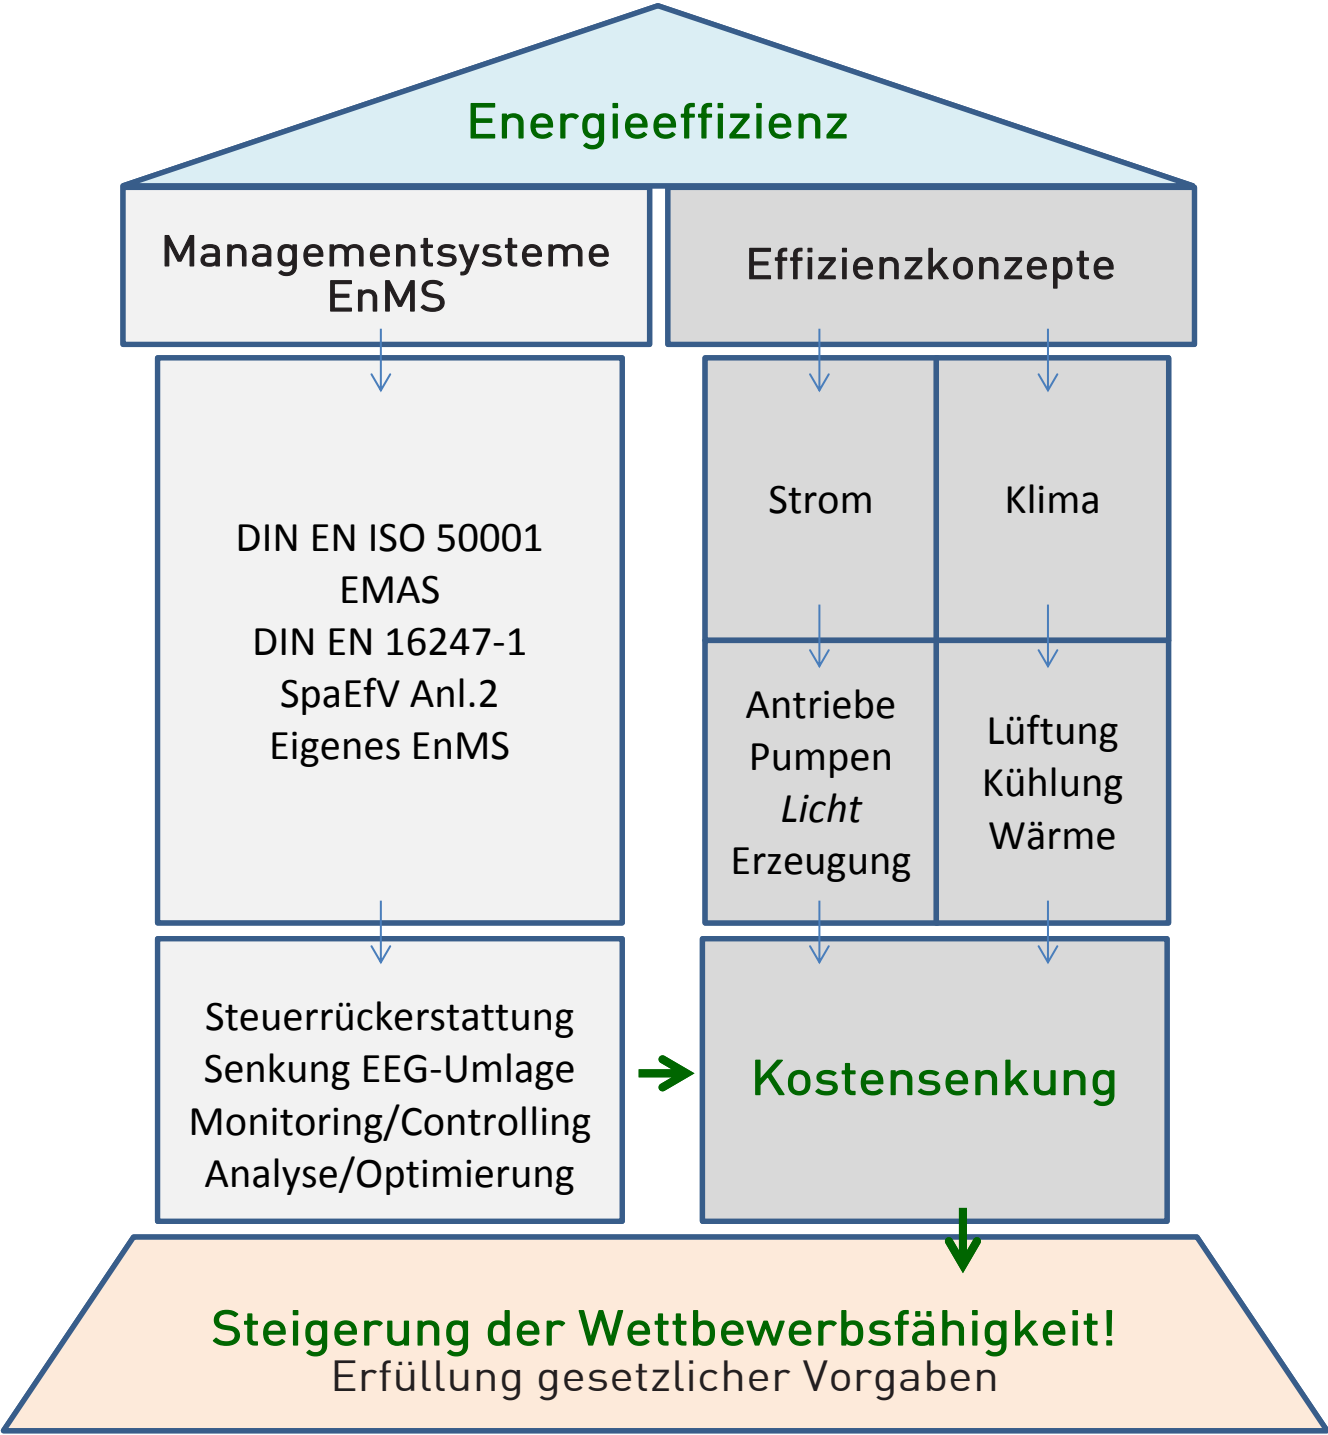 Energieeffizienz
Managementsysteme
EnMS
DIN EN ISO 50001
EMAS
DIN EN 16247-1
SpaEfV Anl.2
Eigenes EnMS
Steuerrückerstattung
Senkung EEG-Umlage
Monitoring/Controlling
Analyse/Optimierung
Effizienzkonzepte
Strom
Antriebe
Pumpen
Licht
Erzeugung
Klima
Lüftung
Kühlung
Wärme
Kostensenkung
Steigerung der Wettbewerbsfähigkeit!
Erfüllung gesetzlicher Vorgaben